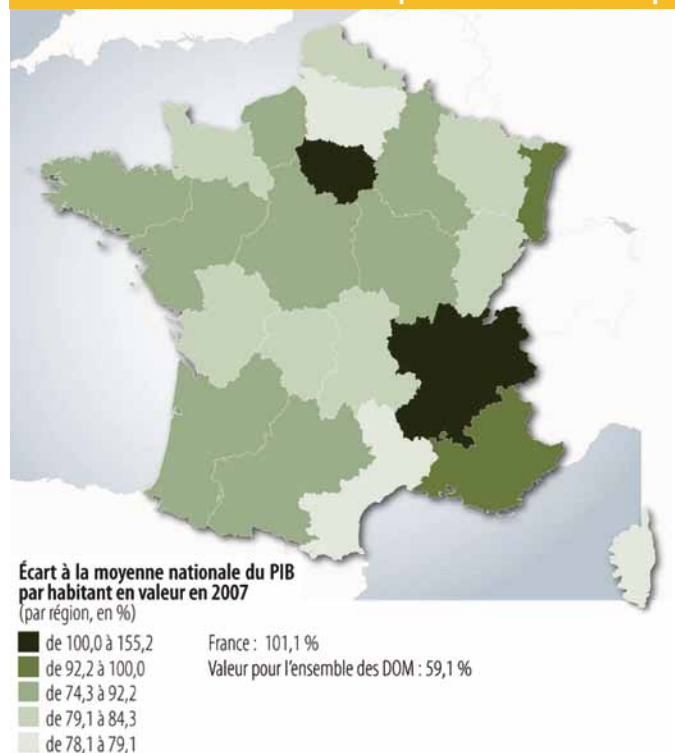 Écart à la moyenne nationale du PIB
par habitant en valeur en 2007
(par région, en %)
de 100,0 à 155,2
France : 101,1 %
de 92,2 à 100,0
Valeur pour l'ensemble des DOM : 59,1 %
de 74,3 à 92,2
de 79,1 à 84,3
de 78,1 à 79,1